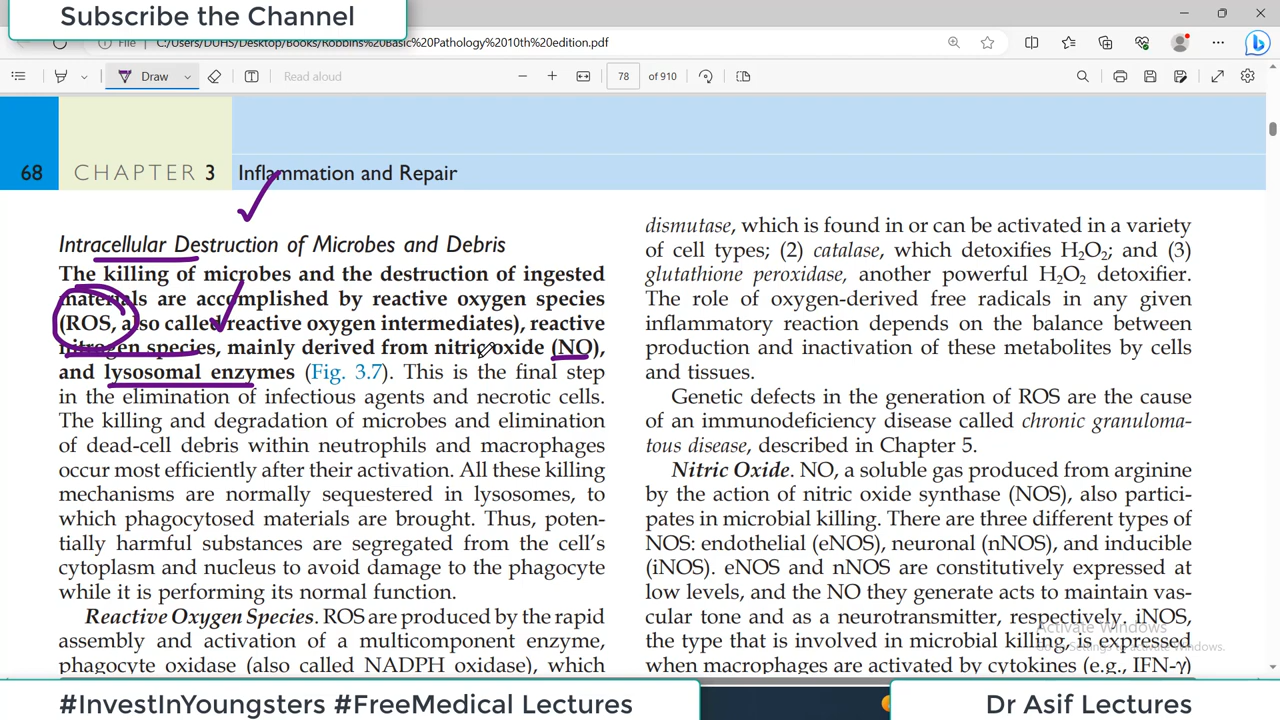 Subscribe the Channel
File C:/Users/DUHS/Desktop/Books/Robbins%20Basic%20Pathology%2010th%20edition.pdf
Draw
Read aloud
78 of 910
68 CHAPTER 3 Inflammation and Repair
Intracellular Destruction of Microbes and Debris
The killing of microbes and the destruction of ingested
materials are accomplished by reactive oxygen species
(ROS, also called reactive oxygen intermediates), reactive
nitrogen species, mainly derived from nitric oxide (NO),
and lysosomal enzymes (Fig. 3.7). This is the final step
in the elimination of infectious agents and necrotic cells.
The killing and degradation of microbes and elimination
of dead-cell debris within neutrophils and macrophages
occur most efficiently after their activation. All these killing
mechanisms are normally sequestered in lysosomes, to
which phagocytosed materials are brought. Thus, poten-
tially harmful substances are segregated from the cell's
cytoplasm and nucleus to avoid damage to the phagocyte
while it is performing its normal function.
Reactive Oxygen Species. ROS are produced by the rapid
assembly and activation of a multicomponent enzyme,
phagocyte oxidase (also called NADPH oxidase), which
dismutase, which is found in or can be activated in a variety
of cell types; (2) catalase, which detoxifies H₂O₂; and (3)
glutathione peroxidase, another powerful H₂O₂ detoxifier.
The role of oxygen-derived free radicals in any given
inflammatory reaction depends on the balance between
production and inactivation of these metabolites by cells
and tissues.
Genetic defects in the generation of ROS are the cause
of an immunodeficiency disease called chronic granuloma-
tous disease, described in Chapter 5.
Nitric Oxide. NO, a soluble gas produced from arginine
by the action of nitric oxide synthase (NOS), also partici-
pates in microbial killing. There are three different types of
NOS: endothelial (eNOS), neuronal (nNOS), and inducible
(iNOS). eNOS and nNOS are constitutively expressed at
low levels, and the NO they generate acts to maintain vas-
cular tone and as a neurotransmitter, respectively. iNOS,
the type that is involved in microbial killing, is expressed
when macrophages are activated by cytokines (e.g., IFN-γ)
Activate Windows
Go to Settings to activate Windows.
#InvestInYoungsters #FreeMedical Lectures
Dr Asif Lectures